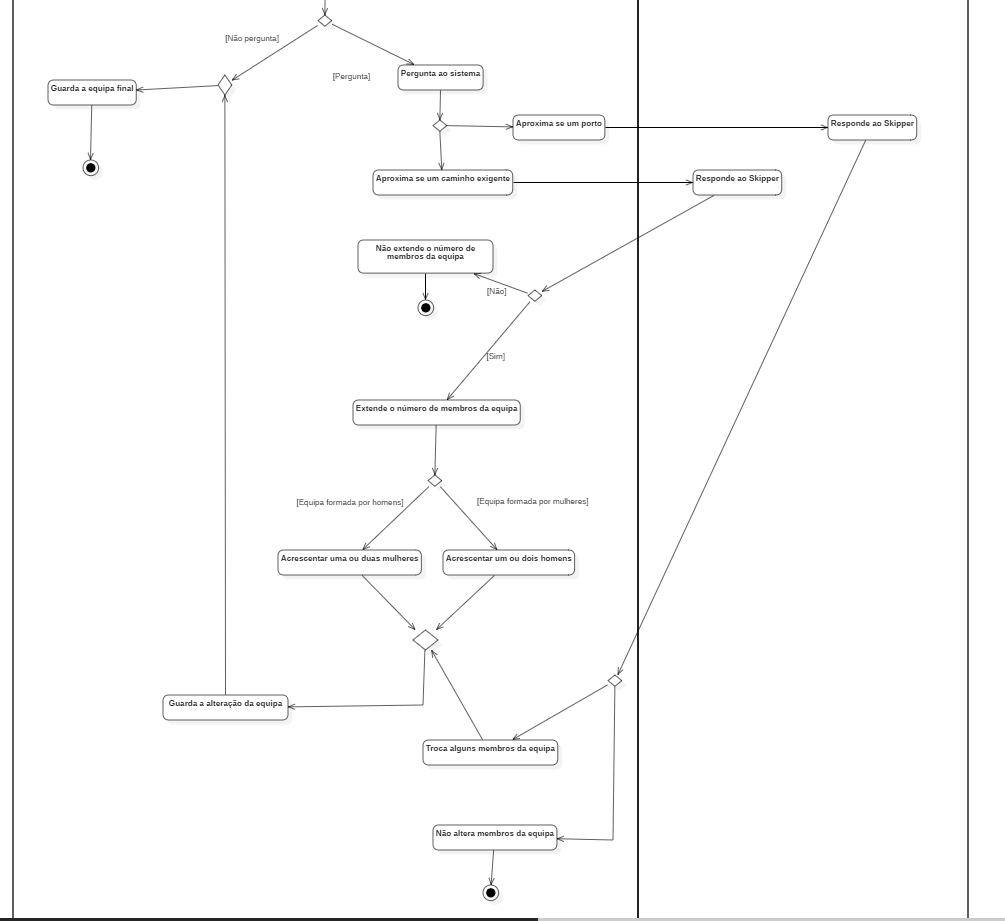 [Não pergunta]
[Pergunta]
Pergunta ao sistema
Guarda a equipa final
Aproxima se um porto
Responde ao Skipper
Aproxima se um caminho exigente
Responde ao Skipper
Não extende o número de
membros da equipa
[Não]
[Sim]
Extende o número de membros da equipa
[Equipa formada por homens]
[Equipa formada por mulheres]
Acrescentar uma ou duas mulheres
Acrescentar um ou dois homens
Guarda a alteração da equipa
Troca alguns membros da equipa
Não altera membros da equipa